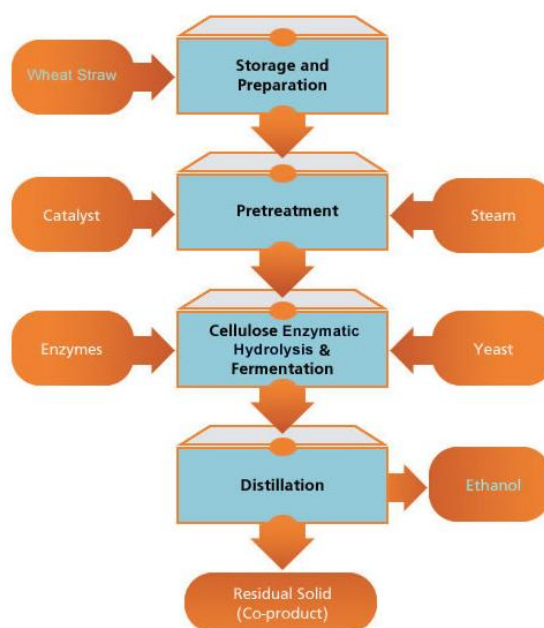 Wheat Straw
Storage and
Preparation
Catalyst
Pretreatment
Steam
Enzymes
Cellulose Enzymatic
Hydrolysis &
Fermentation
Yeast
Distillation
Ethanol
Residual Solid
(Co-product)